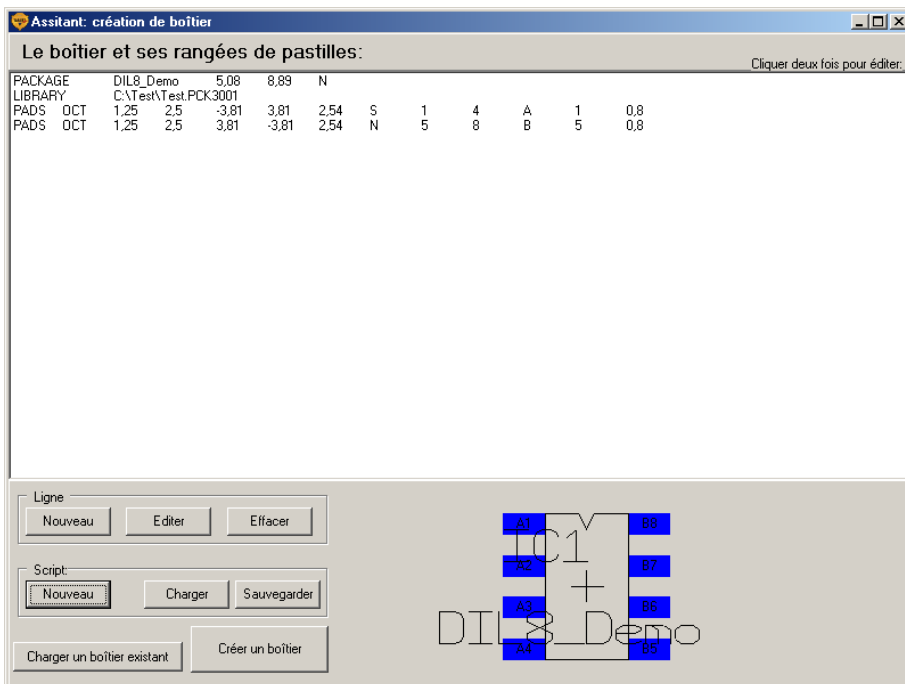 Assitant: création de boîtier
Le boîtier et ses rangées de pastilles:
Cliquer deux fois pour éditer:
PACKAGE DIL8_Demo 5,08 8,89 N
LIBRARY C:\Test\Test.PCK3001
PADS OCT 1,25 2,5 -3,81 3,81 2,54 S 1 4 A 1 0,8
PADS OCT 1,25 2,5 3,81 -3,81 2,54 N 5 8 B 5 0,8
Ligne
Nouveau Editer Effacer
Script:
Nouveau Charger Sauvegarder
Charger un boîtier existant Créer un boîtier
A1 B8
IC1
A2 B7
A3 B6
DIL8_Demo
A4 B5